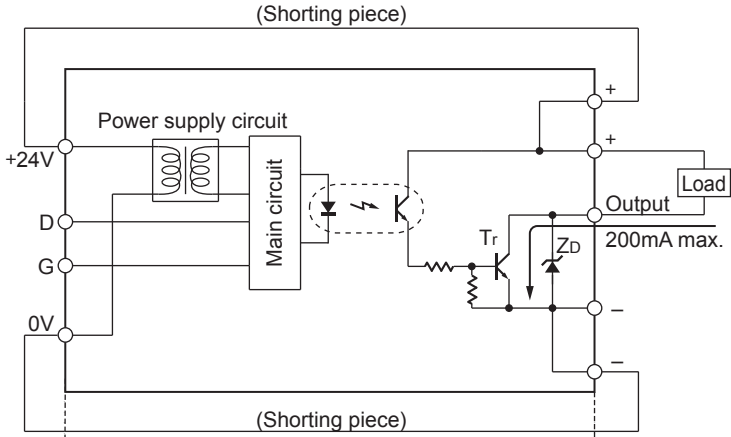 (Shorting piece)
+
Power supply circuit
+
+24V
Main circuit
Load
D
Output
Tr
ZD
200mA max.
G
0V
–
–
(Shorting piece)